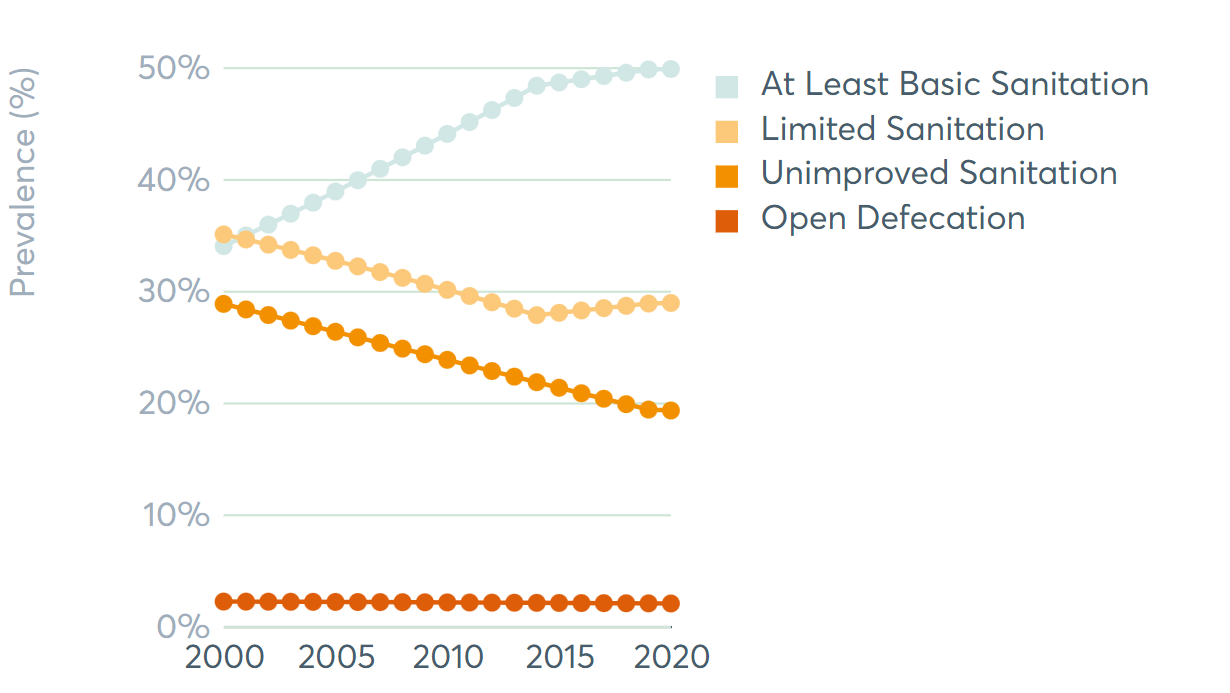 Prevalence (%)
50%
40%
30%
20%
10%
0%
2000 2005 2010 2015 2020
At Least Basic Sanitation
Limited Sanitation
Unimproved Sanitation
Open Defecation